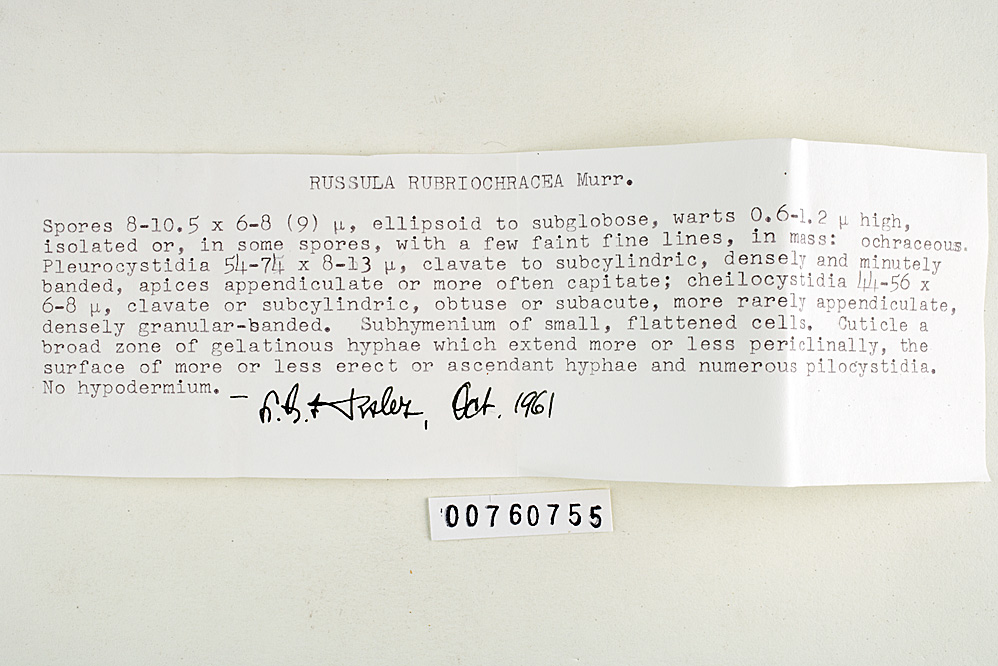 RUSSULA RUBRIOCHRACEA Murr.
Spores 8-10.5 x 6-8 (9) µ, ellipsoid to subglobose, warts 0.6-1.2 µ high,
isolated or, in some spores, with a few faint fine lines, in mass: ochraceous.
Pleurocystidia 54-74 x 8-13 µ, clavate to subcylindric, densely and minutely
banded, apices appendiculate or more often capitate; cheilocystidia 44-56 x
6-8 µ, clavate or subcylindric, obtuse or subacute, more rarely appendiculate,
densely granular-banded. Subhymenium of small, flattened cells. Cuticle a
broad zone of gelatinous hyphae which extend more or less periclinally, the
surface of more or less erect or ascendant hyphae and numerous pilocystidia.
No hypodermium. — L.R. Hesler, Oct. 1961
00760755